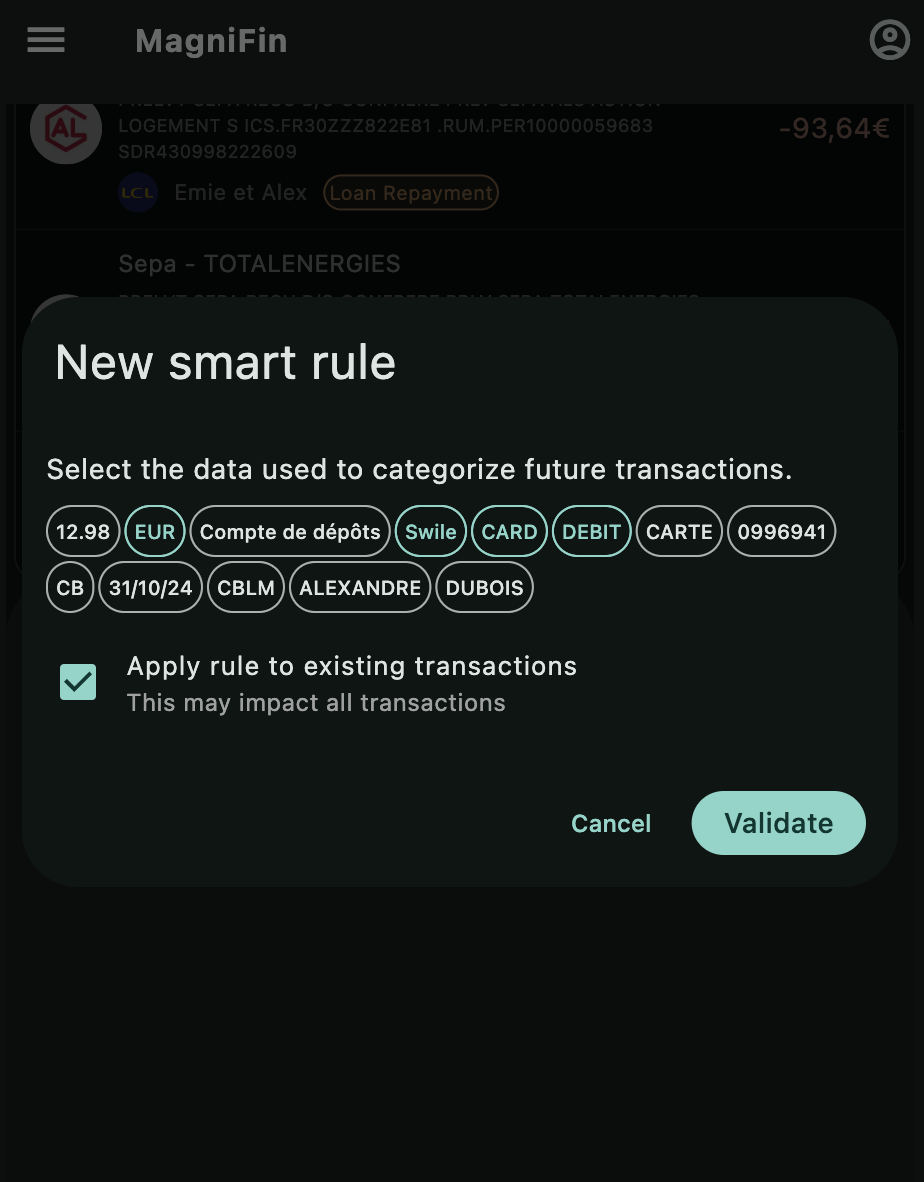 MagniFin
LOGEMENT S ICS.FR30ZZZ822E81 .RUM.PER10000059683
-93,64€
SDR430998222609
LCL Emie et Alex Loan Repayment
Sepa - TOTALENERGIES
New smart rule
Select the data used to categorize future transactions.
12.98 EUR Compte de dépôts Swile CARD DEBIT CARTE 0996941
CB 31/10/24 CBLM ALEXANDRE DUBOIS
Apply rule to existing transactions
This may impact all transactions
Cancel Validate